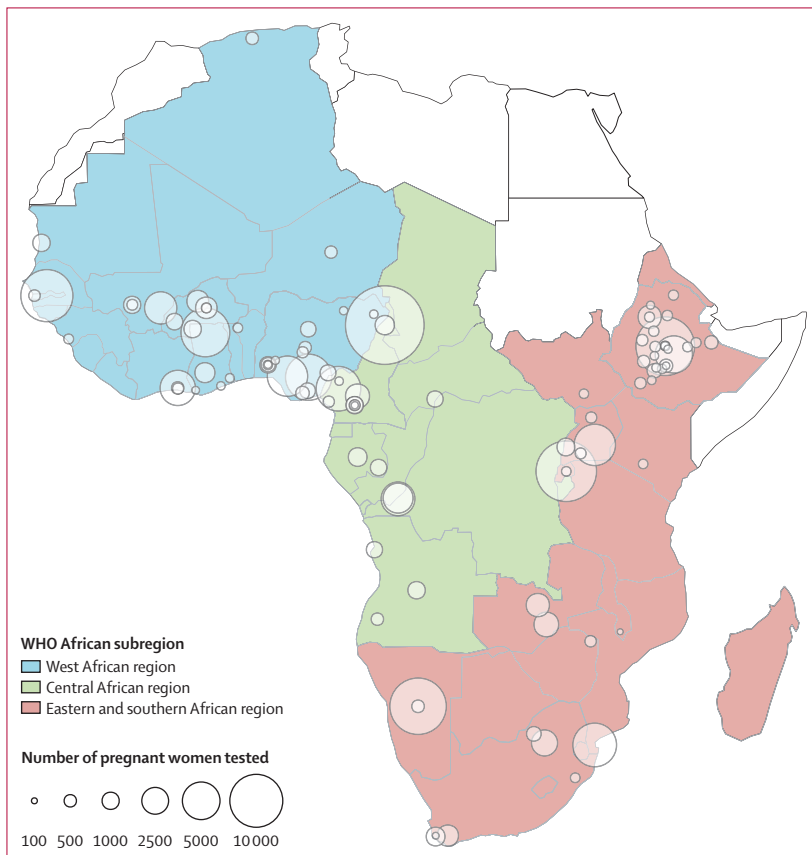 WHO African subregion
West African region
Central African region
Eastern and southern African region
Number of pregnant women tested
100 500 1000 2500 5000 10 000